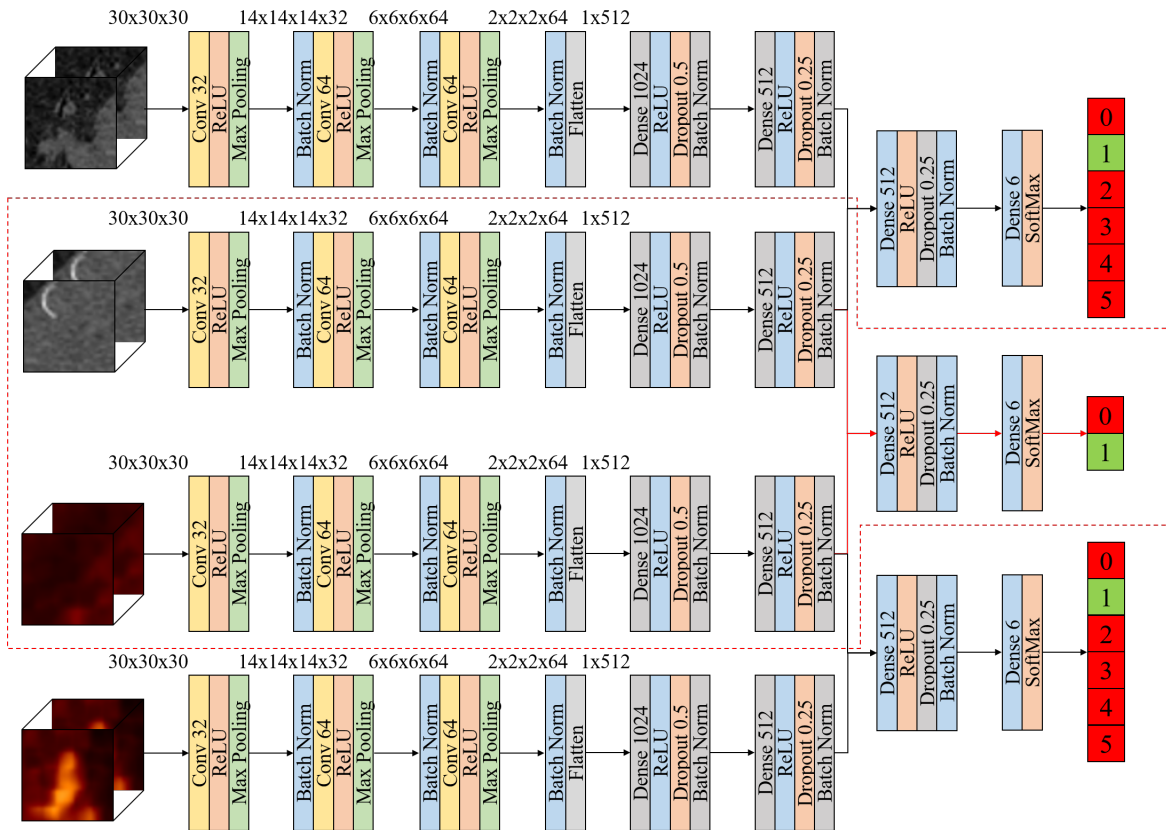 30x30x30 14x14x14x32 6x6x6x64 2x2x2x64 1x512
Conv 32
ReLU
Max Pooling
Batch Norm
Conv 64
ReLU
Max Pooling
Batch Norm
Conv 64
ReLU
Max Pooling
Batch Norm
Flatten
Dense 1024
ReLU
Dropout 0.5
Batch Norm
Dense 512
ReLU
Dropout 0.25
Batch Norm
Dense 512
ReLU
Dropout 0.25
Batch Norm
Dense 6
SoftMax
0
1
2
3
4
5
30x30x30 14x14x14x32 6x6x6x64 2x2x2x64 1x512
Conv 32
ReLU
Max Pooling
Batch Norm
Conv 64
ReLU
Max Pooling
Batch Norm
Conv 64
ReLU
Max Pooling
Batch Norm
Flatten
Dense 1024
ReLU
Dropout 0.5
Batch Norm
Dense 512
ReLU
Dropout 0.25
Batch Norm
Dense 512
ReLU
Dropout 0.25
Batch Norm
Dense 6
SoftMax
0
1
30x30x30 14x14x14x32 6x6x6x64 2x2x2x64 1x512
Conv 32
ReLU
Max Pooling
Batch Norm
Conv 64
ReLU
Max Pooling
Batch Norm
Conv 64
ReLU
Max Pooling
Batch Norm
Flatten
Dense 1024
ReLU
Dropout 0.5
Batch Norm
Dense 512
ReLU
Dropout 0.25
Batch Norm
Dense 512
ReLU
Dropout 0.25
Batch Norm
Dense 6
SoftMax
0
1
2
3
4
5
30x30x30 14x14x14x32 6x6x6x64 2x2x2x64 1x512
Conv 32
ReLU
Max Pooling
Batch Norm
Conv 64
ReLU
Max Pooling
Batch Norm
Conv 64
ReLU
Max Pooling
Batch Norm
Flatten
Dense 1024
ReLU
Dropout 0.5
Batch Norm
Dense 512
ReLU
Dropout 0.25
Batch Norm